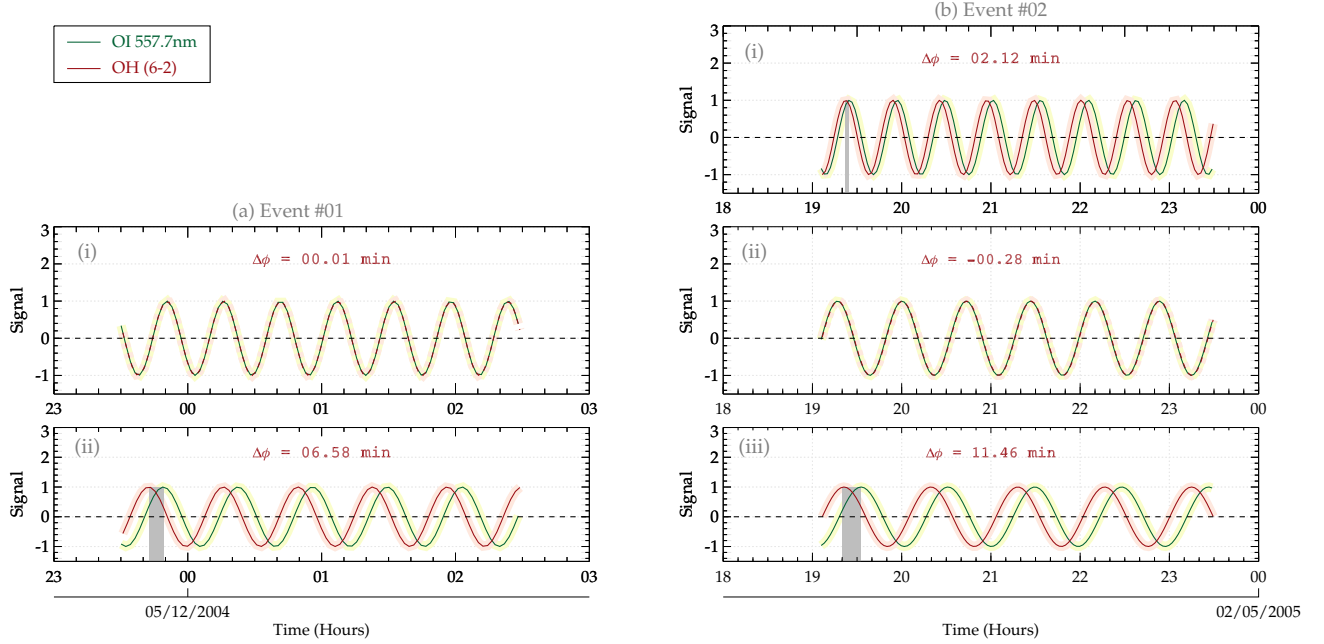 OI 557.7nm
OH (6-2)
(a) Event #01
(i)
Δϕ = 00.01 min
Signal
3
2
1
0
-1
23 00 01 02 03
(ii)
Δϕ = 06.58 min
Signal
3
2
1
0
-1
23 00 01 02 03
05/12/2004
Time (Hours)
(b) Event #02
(i)
Δϕ = 02.12 min
Signal
3
2
1
0
-1
18 19 20 21 22 23 00
(ii)
Δϕ = -00.28 min
Signal
3
2
1
0
-1
18 19 20 21 22 23 00
(iii)
Δϕ = 11.46 min
Signal
3
2
1
0
-1
18 19 20 21 22 23 00
02/05/2005
Time (Hours)